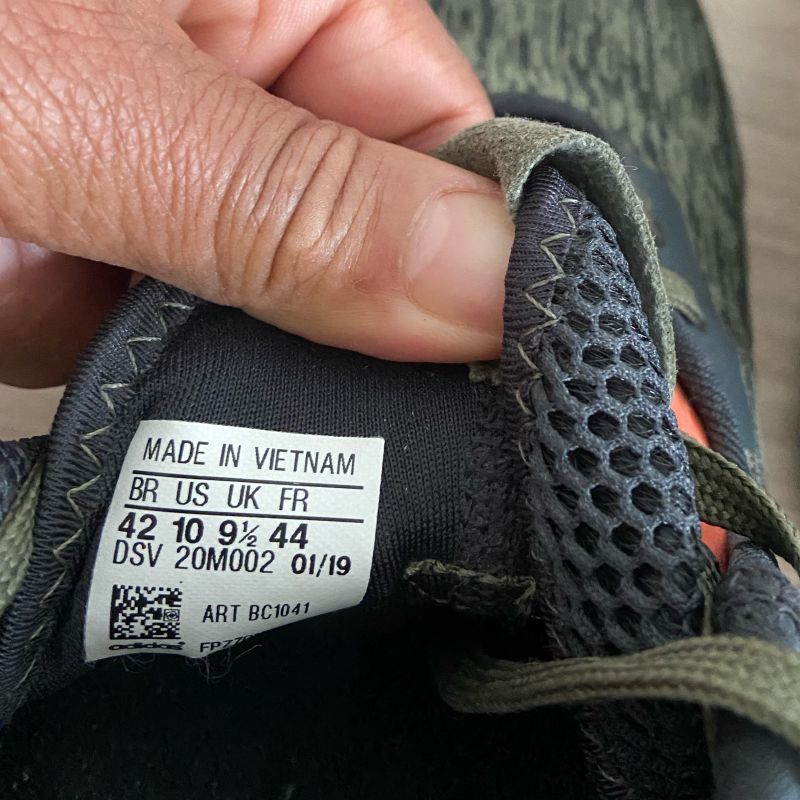 MADE IN VIETNAM
BR US UK FR
42 10 9½ 44
DSV 20M002 01/19
ART BC1041
adidas